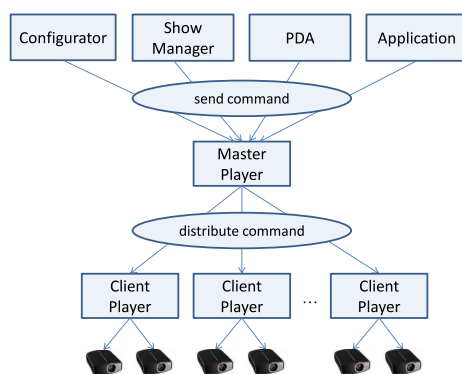 Configurator
Show
Manager
PDA
Application
send command
Master
Player
distribute command
Client
Player
Client
Player
...
Client
Player